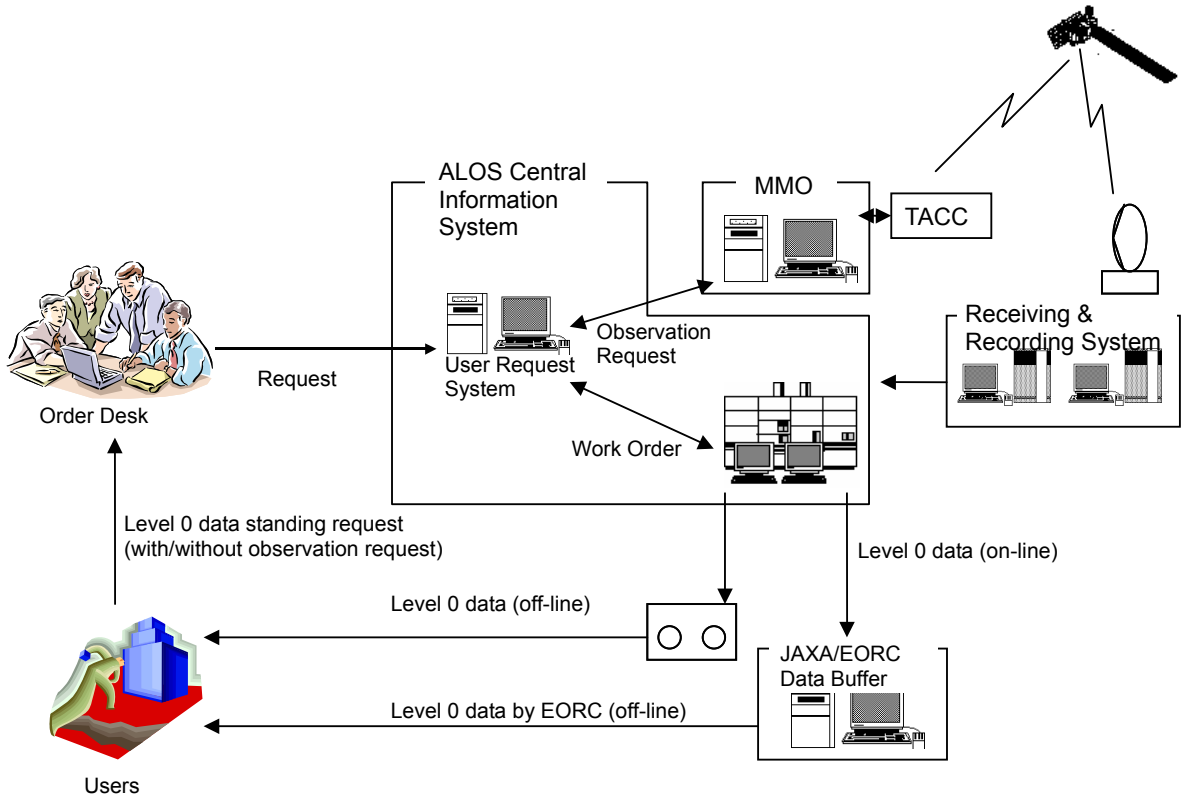 ALOS Central
Information
System
MMO
TACC
Receiving &
Recording System
User Request
System
Observation
Request
Request
Order Desk
Work Order
Level 0 data standing request
(with/without observation request)
Level 0 data (on-line)
Level 0 data (off-line)
JAXA/EORC
Data Buffer
Level 0 data by EORC (off-line)
Users